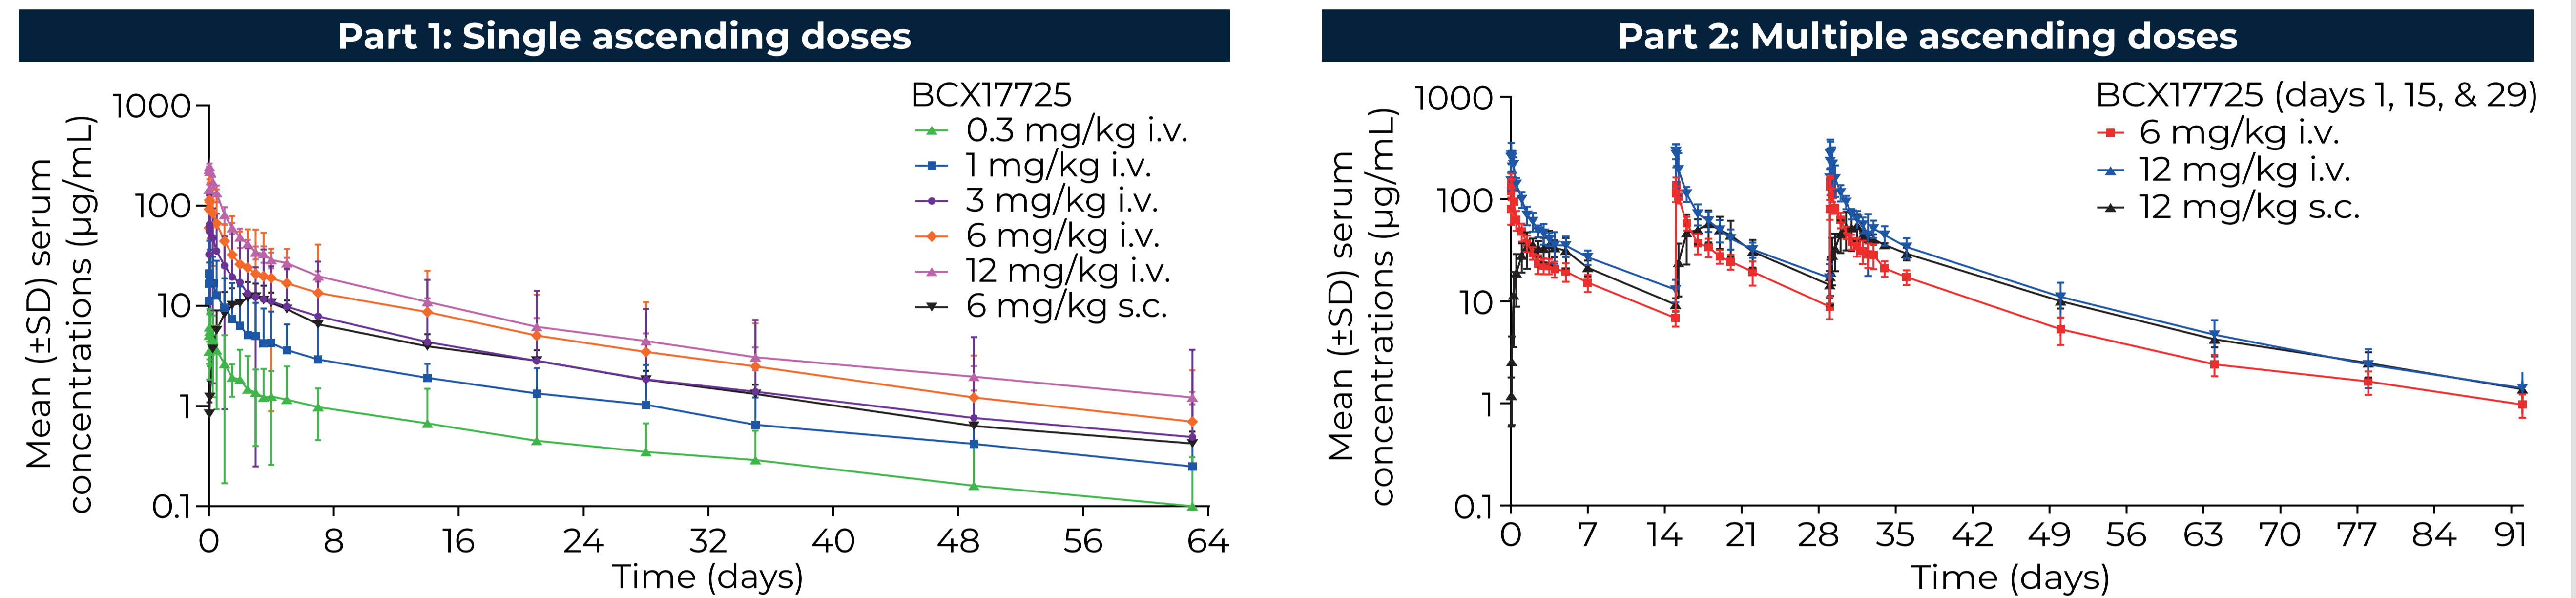 Part 1: Single ascending doses
Mean (±SD) serum
concentrations (µg/mL)
1000
100
10
1
0.1
0 8 16 24 32 40 48 56 64
Time (days)
BCX17725
0.3 mg/kg i.v.
1 mg/kg i.v.
3 mg/kg i.v.
6 mg/kg i.v.
12 mg/kg i.v.
6 mg/kg s.c.
Part 2: Multiple ascending doses
Mean (±SD) serum
concentrations (µg/mL)
1000
100
10
1
0.1
0 7 14 21 28 35 42 49 56 63 70 77 84 91
Time (days)
BCX17725 (days 1, 15, & 29)
6 mg/kg i.v.
12 mg/kg i.v.
12 mg/kg s.c.